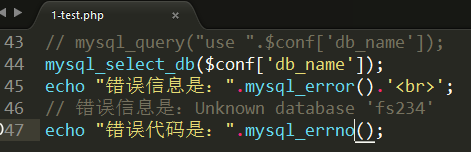 1-test.php ×
43 // mysql_query("use ".$conf['db_name']);
44 mysql_select_db($conf['db_name']);
45 echo "错误信息是：".mysql_error().'<br>';
46 // 错误信息是：Unknown database 'fs234'
47 echo "错误代码是：".mysql_errno();